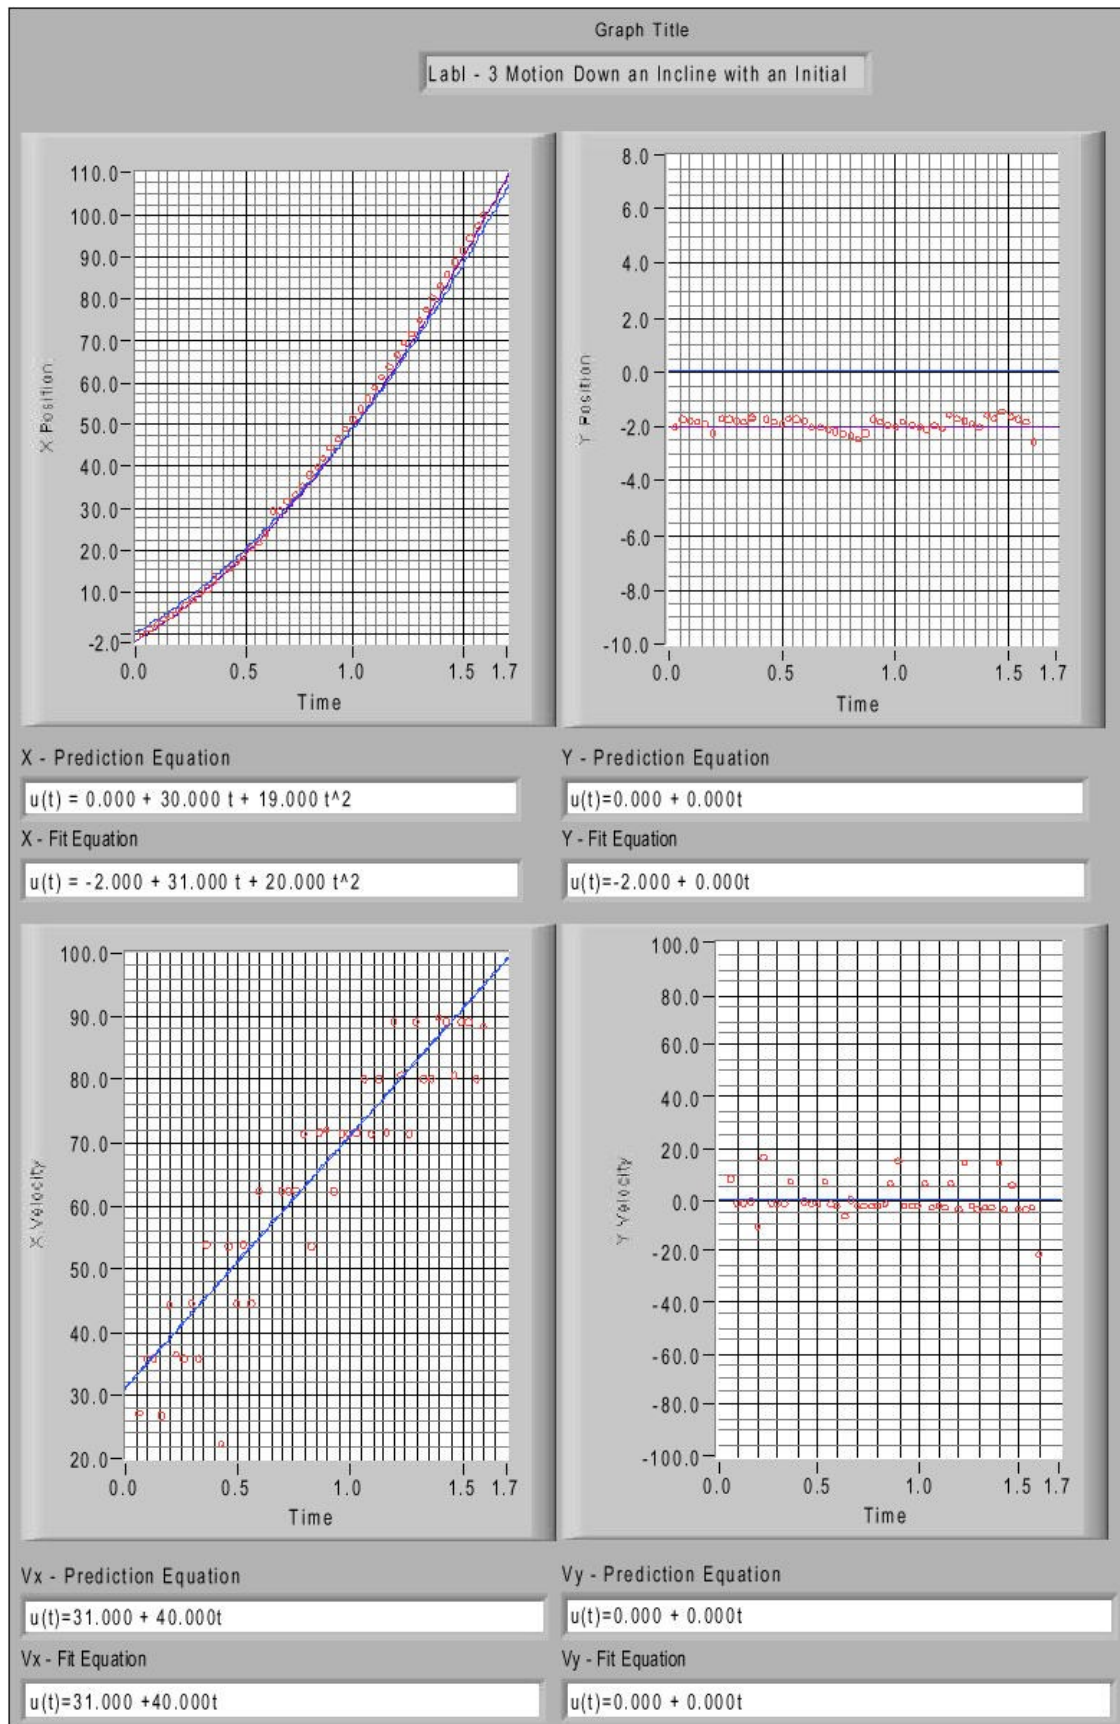 Graph Title
LabI - 3 Motion Down an Incline with an Initial
110.0
100.0
90.0
80.0
70.0
60.0
50.0
40.0
30.0
20.0
10.0
-2.0
X Position
0.0 0.5 1.0 1.5 1.7
Time
8.0
6.0
4.0
2.0
0.0
-2.0
-4.0
-6.0
-8.0
-10.0
Y Position
0.0 0.5 1.0 1.5 1.7
Time
X - Prediction Equation
u(t) = 0.000 + 30.000 t + 19.000 t^2
X - Fit Equation
u(t) = -2.000 + 31.000 t + 20.000 t^2
Y - Prediction Equation
u(t)=0.000 + 0.000t
Y - Fit Equation
u(t)=-2.000 + 0.000t
100.0
90.0
80.0
70.0
60.0
50.0
40.0
30.0
20.0
X Velocity
0.0 0.5 1.0 1.5 1.7
Time
100.0
80.0
60.0
40.0
20.0
0.0
-20.0
-40.0
-60.0
-80.0
-100.0
Y Velocity
0.0 0.5 1.0 1.5 1.7
Time
Vx - Prediction Equation
u(t)=31.000 + 40.000t
Vx - Fit Equation
u(t)=31.000 +40.000t
Vy - Prediction Equation
u(t)=0.000 + 0.000t
Vy - Fit Equation
u(t)=0.000 + 0.000t